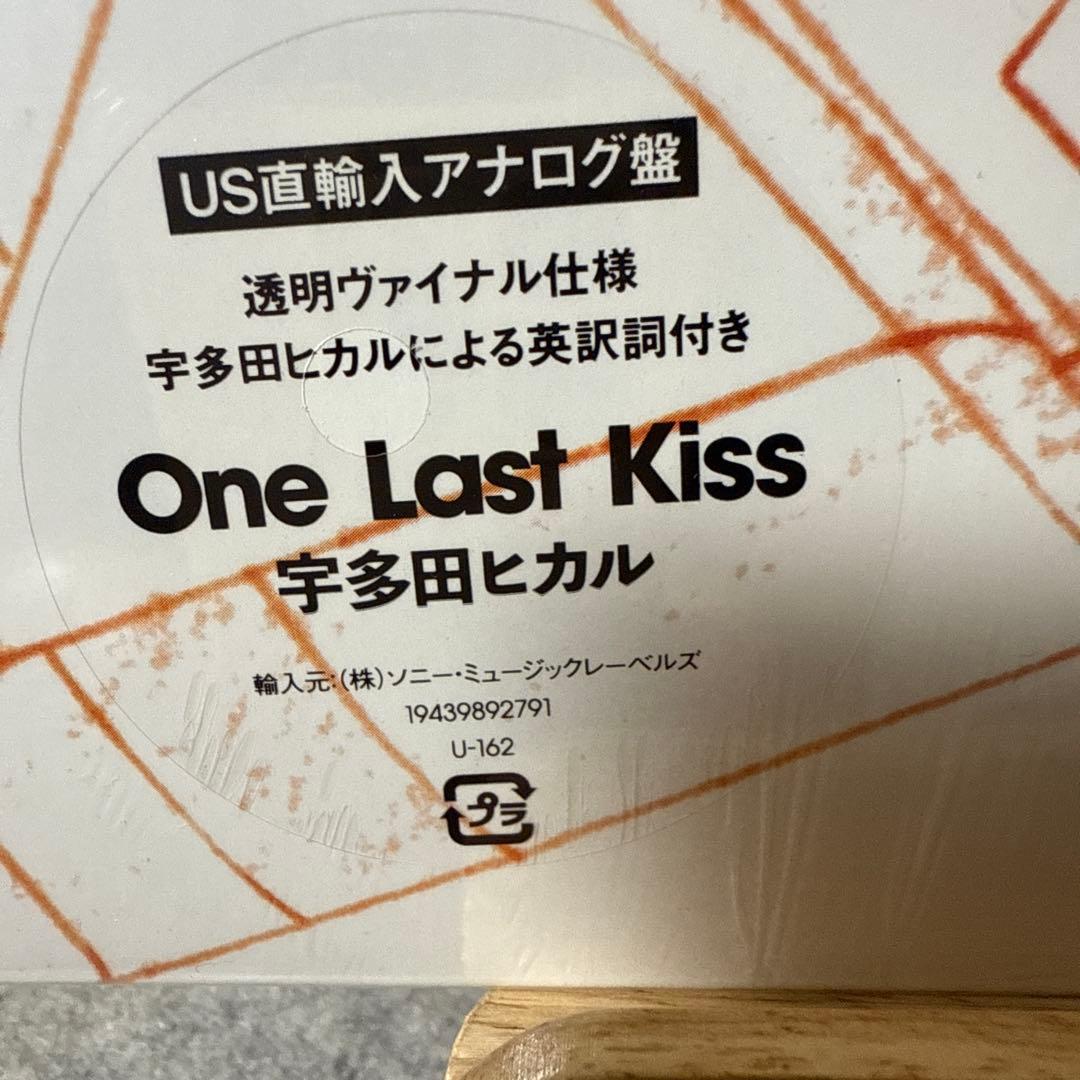 US直輸入アナログ盤
透明ヴァイナル仕様
宇多田ヒカルによる英訳詞付き
One Last Kiss
宇多田ヒカル
輸入元:(株)ソニー・ミュージックレーベルズ
19439892791
U-162
プラ